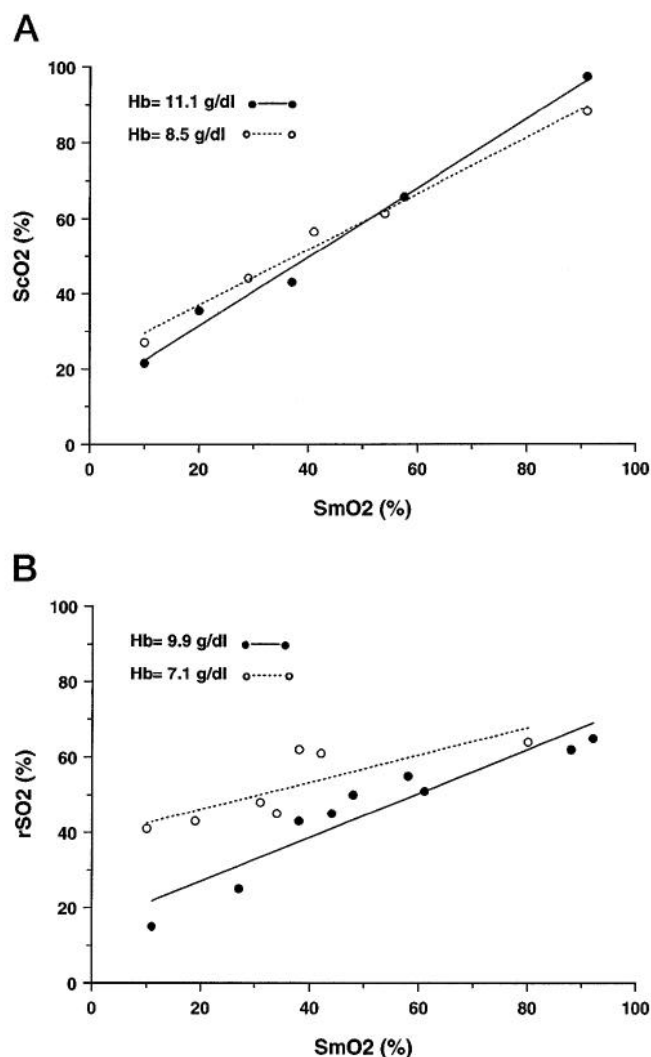 A
100
Hb= 11.1 g/dl
Hb= 8.5 g/dl
80
60
40
20
0
ScO2 (%)
0 20 40 60 80 100
SmO2 (%)
B
100
Hb= 9.9 g/dl
Hb= 7.1 g/dl
80
60
40
20
0
rSO2 (%)
0 20 40 60 80 100
SmO2 (%)